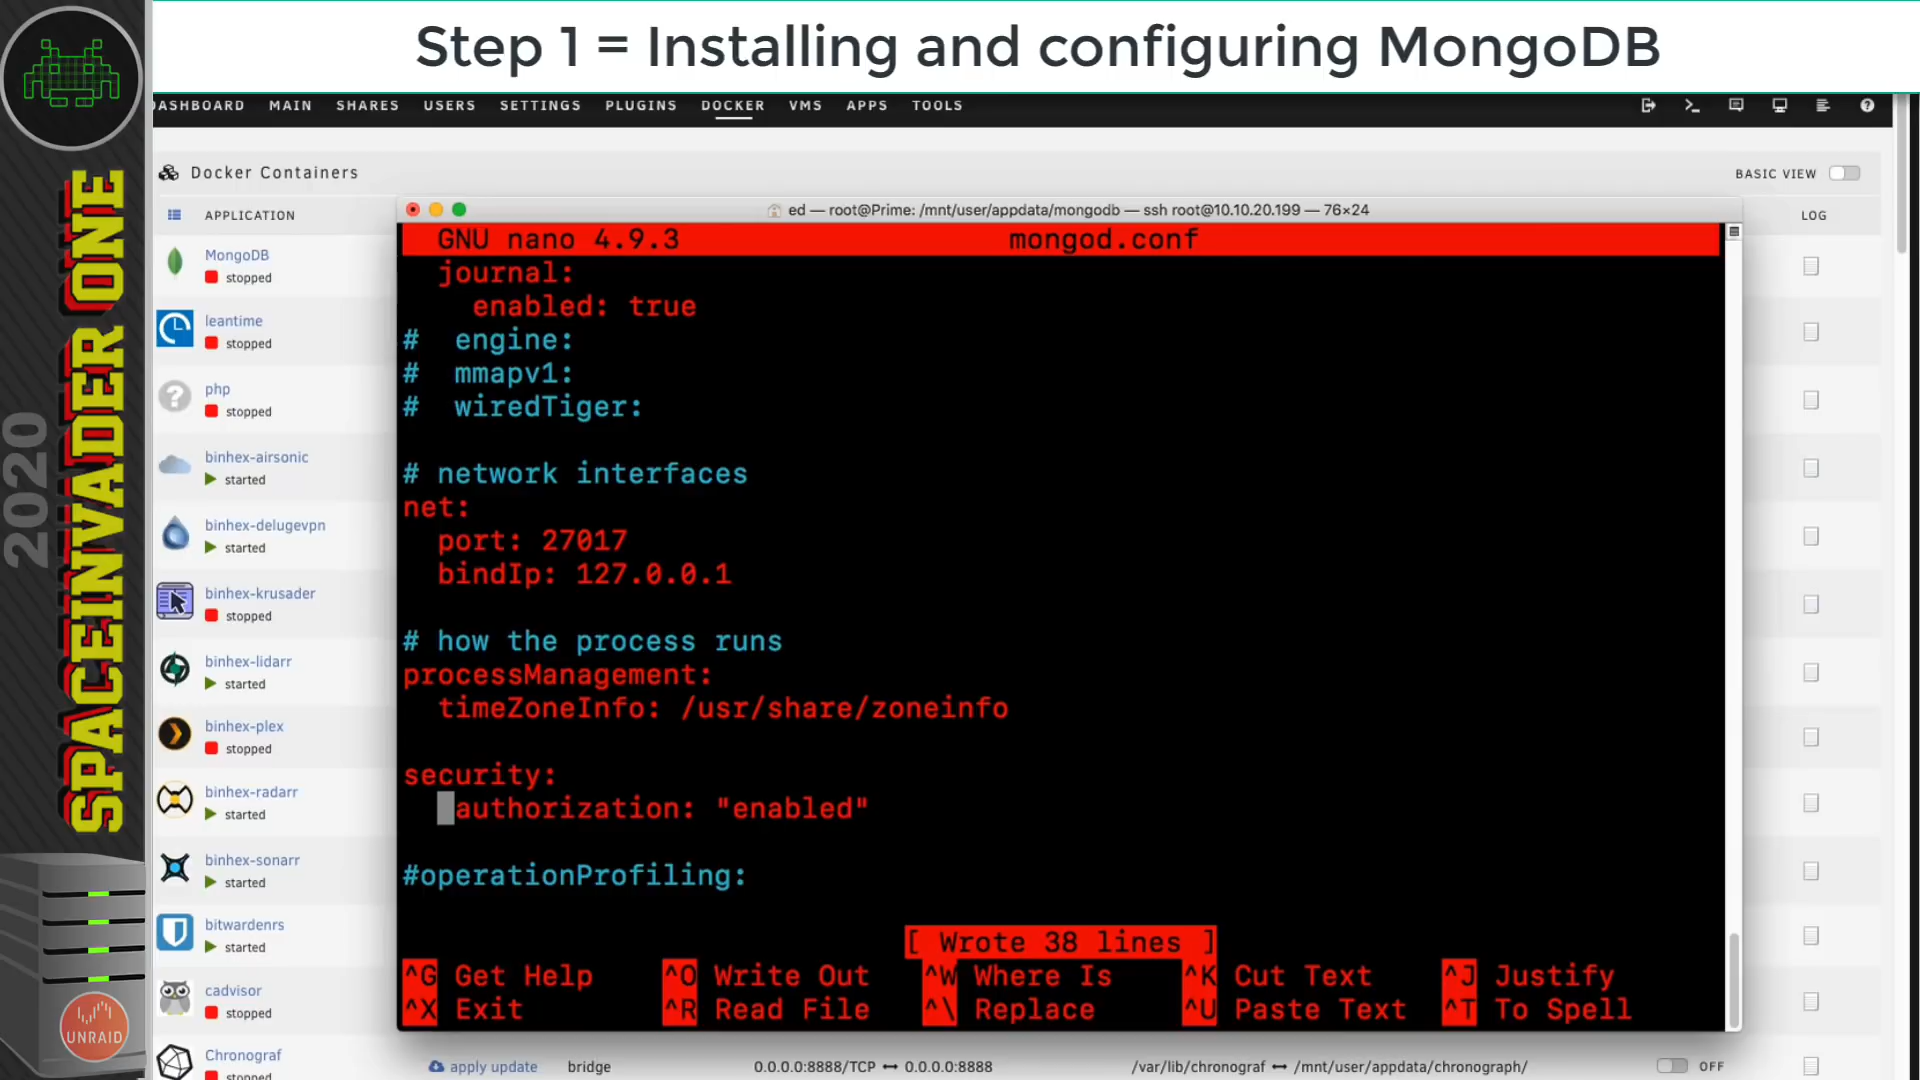 Step 1 = Installing and configuring MongoDB
DASHBOARD MAIN SHARES USERS SETTINGS PLUGINS DOCKER VMS APPS TOOLS
Docker Containers
BASIC VIEW
APPLICATION
LOG
MongoDB
stopped
leantime
stopped
php
stopped
binhex-airsonic
started
binhex-delugevpn
started
binhex-krusader
stopped
binhex-lidarr
started
binhex-plex
stopped
binhex-radarr
started
binhex-sonarr
started
bitwardenrs
started
cadvisor
stopped
Chronograf
stopped
apply update bridge 0.0.0.0:8888/TCP ↔ 0.0.0.0:8888 /var/lib/chronograf ↔ /mnt/user/appdata/chronograph/ OFF
ed — root@Prime: /mnt/user/appdata/mongodb — ssh root@10.10.20.199 — 76×24
GNU nano 4.9.3 mongod.conf
journal:
enabled: true
# engine:
# mmapv1:
# wiredTiger:
# network interfaces
net:
port: 27017
bindIp: 127.0.0.1
# how the process runs
processManagement:
timeZoneInfo: /usr/share/zoneinfo
security:
authorization: "enabled"
#operationProfiling:
[ Wrote 38 lines ]
^G Get Help ^O Write Out ^W Where Is ^K Cut Text ^J Justify
^X Exit ^R Read File ^\ Replace ^U Paste Text ^T To Spell
2020
SPACEINVADER ONE
UNRAID